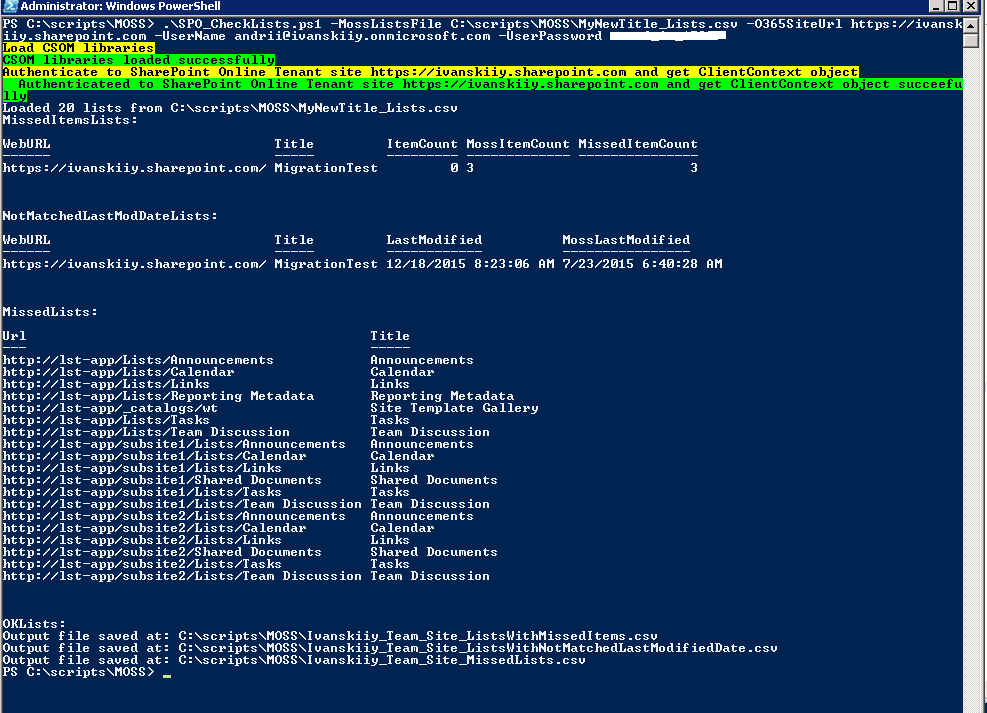 Administrator: Windows PowerShell
PS C:\scripts\MOSS> .\SPO_CheckLists.ps1 -MossListsFile C:\scripts\MOSS\MyNewTitle_Lists.csv -O365SiteUrl https://ivansk
iiy.sharepoint.com -UserName andrii@ivanskiiy.onmicrosoft.com -UserPassword
Load CSOM libraries
CSOM libraries loaded successfully
Authenticate to SharePoint Online Tenant site https://ivanskiiy.sharepoint.com and get ClientContext object
Authenticateed to SharePoint Online Tenant site https://ivanskiiy.sharepoint.com and get ClientContext object succeefu
lly
Loaded 20 lists from C:\scripts\MOSS\MyNewTitle_Lists.csv
MissedItemsLists:
WebURL Title ItemCount MossItemCount MissedItemCount
------ ----- --------- ------------- ---------------
https://ivanskiiy.sharepoint.com/ MigrationTest 0 3 3
NotMatchedLastModDateLists:
WebURL Title LastModified MossLastModified
------ ----- ------------ ----------------
https://ivanskiiy.sharepoint.com/ MigrationTest 12/18/2015 8:23:06 AM 7/23/2015 6:40:28 AM
MissedLists:
Url Title
--- -----
http://lst-app/Lists/Announcements Announcements
http://lst-app/Lists/Calendar Calendar
http://lst-app/Lists/Links Links
http://lst-app/Lists/Reporting Metadata Reporting Metadata
http://lst-app/_catalogs/wt Site Template Gallery
http://lst-app/Lists/Tasks Tasks
http://lst-app/Lists/Team Discussion Team Discussion
http://lst-app/subsite1/Lists/Announcements Announcements
http://lst-app/subsite1/Lists/Calendar Calendar
http://lst-app/subsite1/Lists/Links Links
http://lst-app/subsite1/Shared Documents Shared Documents
http://lst-app/subsite1/Lists/Tasks Tasks
http://lst-app/subsite1/Lists/Team Discussion Team Discussion
http://lst-app/subsite2/Lists/Announcements Announcements
http://lst-app/subsite2/Lists/Calendar Calendar
http://lst-app/subsite2/Lists/Links Links
http://lst-app/subsite2/Shared Documents Shared Documents
http://lst-app/subsite2/Lists/Tasks Tasks
http://lst-app/subsite2/Lists/Team Discussion Team Discussion
OKLists:
Output file saved at: C:\scripts\MOSS\Ivanskiiy_Team_Site_ListsWithMissedItems.csv
Output file saved at: C:\scripts\MOSS\Ivanskiiy_Team_Site_ListsWithNotMatchedLastModifiedDate.csv
Output file saved at: C:\scripts\MOSS\Ivanskiiy_Team_Site_MissedLists.csv
PS C:\scripts\MOSS> _